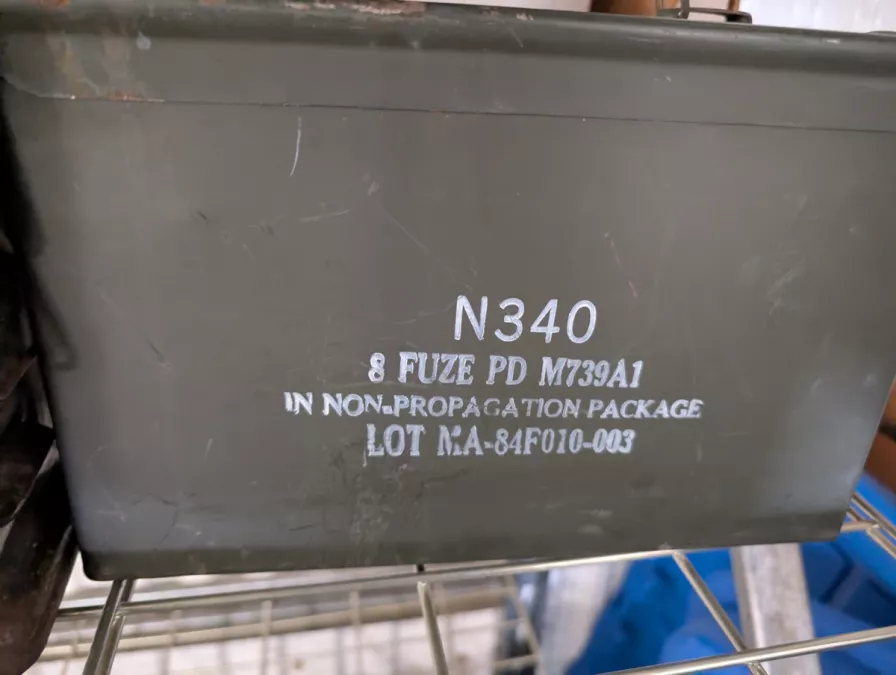 N340
8 FUZE PD M739A1
IN NON-PROPAGATION PACKAGE
LOT MA-84F010-003